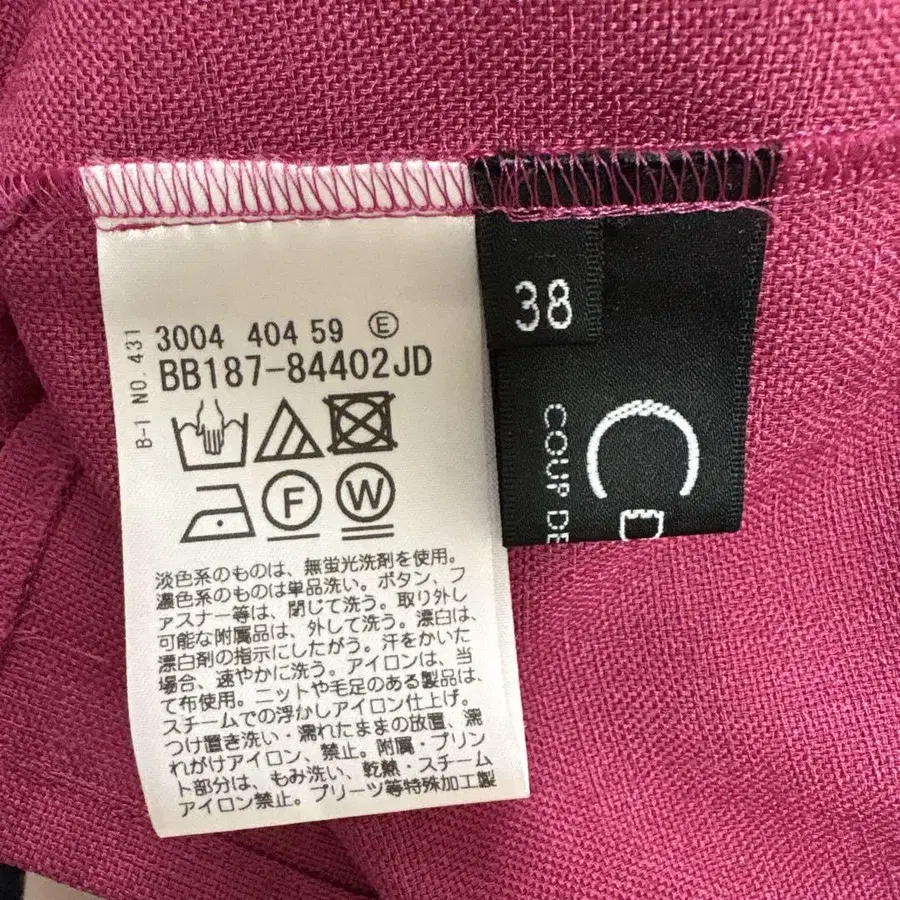 B-1 NO. 431
3004 404 59 Ⓔ
BB187-84402JD
F
W
淡色系のものは、無蛍光洗剤を使用。
濃色系のものは単品洗い。ボタン、フ
ァスナー等は、閉じて洗う。取り外し
可能な附属品は、外して洗う。漂白は、
漂白剤の指示にしたがう。汗をかいた
場合、速やかに洗う。アイロンは、当
て布使用。ニットや毛足のある製品は、
スチームでの浮かしアイロン仕上げ。
つけ置き洗い・濡れたままの放置、濡
れがけアイロン、禁止。附属・プリン
ト部分は、もみ洗い、乾熱・スチーム
アイロン禁止。プリーツ等特殊加工製
38
C D
COUP DE